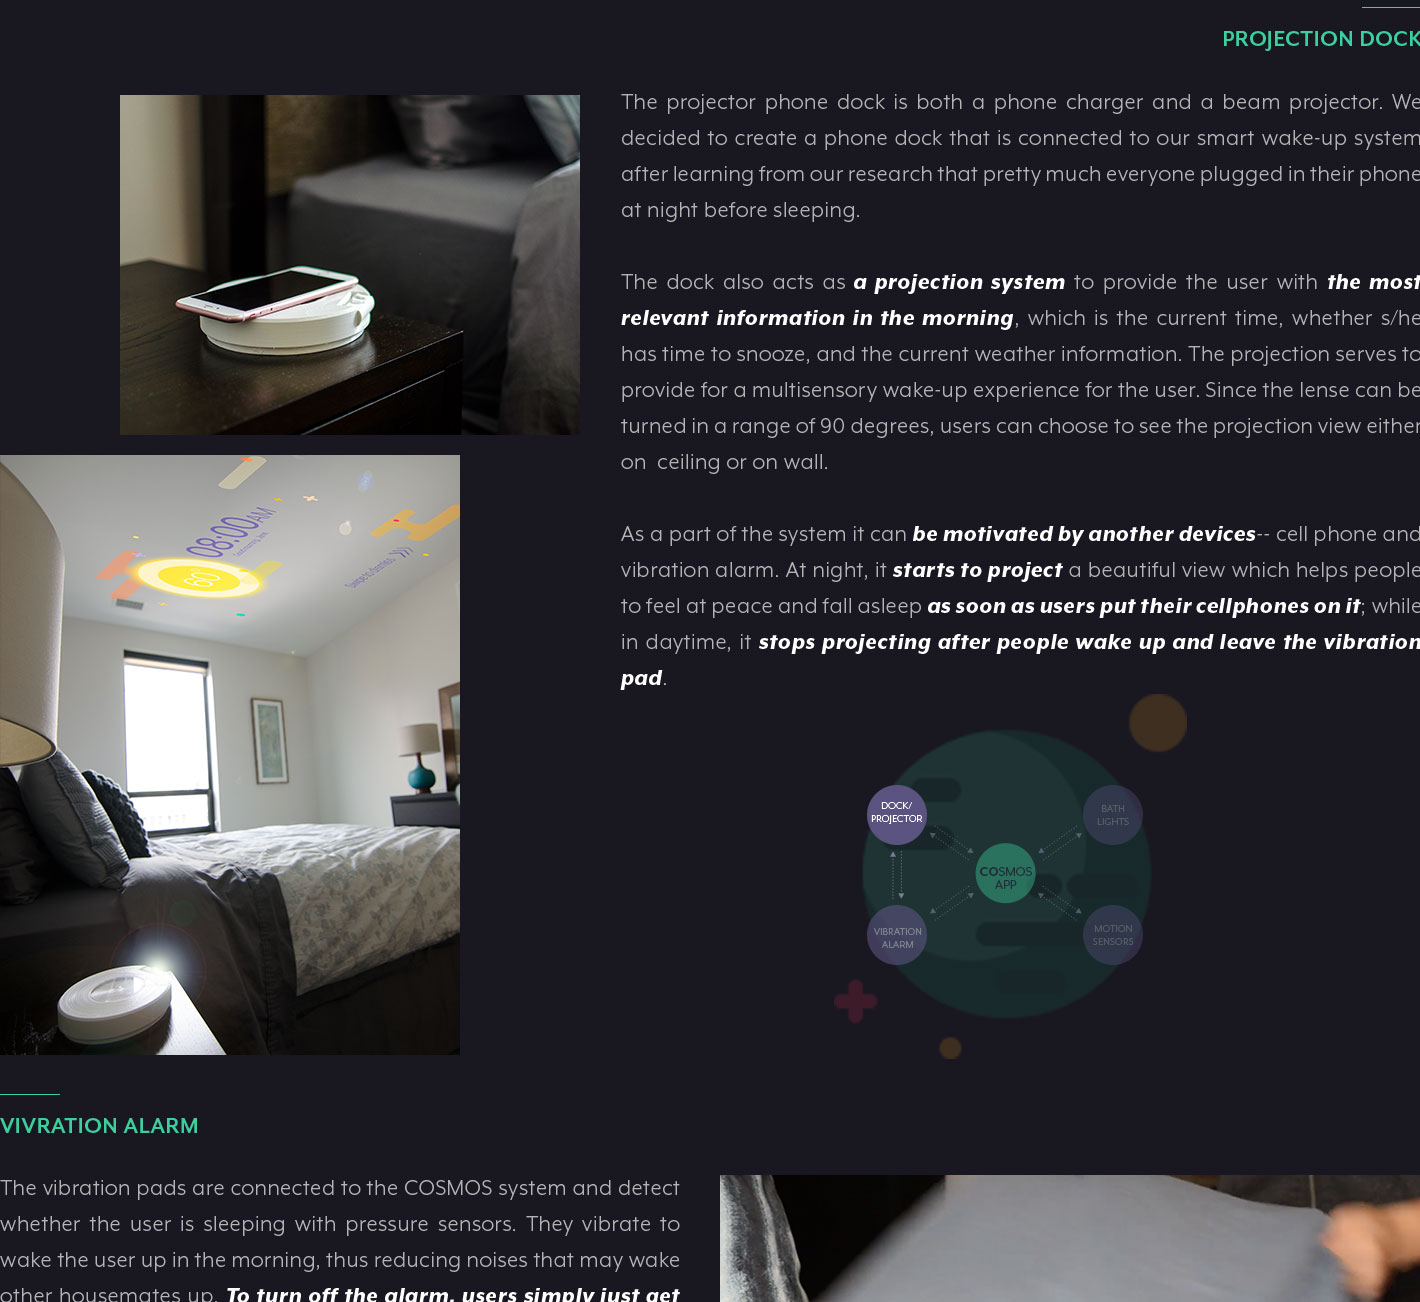 PROJECTION DOCK
The projector phone dock is both a phone charger and a beam projector. We
decided to create a phone dock that is connected to our smart wake-up system
after learning from our research that pretty much everyone plugged in their phone
at night before sleeping.
The dock also acts as a projection system to provide the user with the most
relevant information in the morning, which is the current time, whether s/he
has time to snooze, and the current weather information. The projection serves to
provide for a multisensory wake-up experience for the user. Since the lense can be
turned in a range of 90 degrees, users can choose to see the projection view either
on ceiling or on wall.
As a part of the system it can be motivated by another devices-- cell phone and
vibration alarm. At night, it starts to project a beautiful view which helps people
to feel at peace and fall asleep as soon as users put their cellphones on it; while
in daytime, it stops projecting after people wake up and leave the vibration
pad.
08:00AM
60°
DOCK/
PROJECTOR
BATH
LIGHTS
COSMOS
APP
VIBRATION
ALARM
MOTION
SENSORS
VIVRATION ALARM
The vibration pads are connected to the COSMOS system and detect
whether the user is sleeping with pressure sensors. They vibrate to
wake the user up in the morning, thus reducing noises that may wake
other housemates up. To turn off the alarm, users simply just get